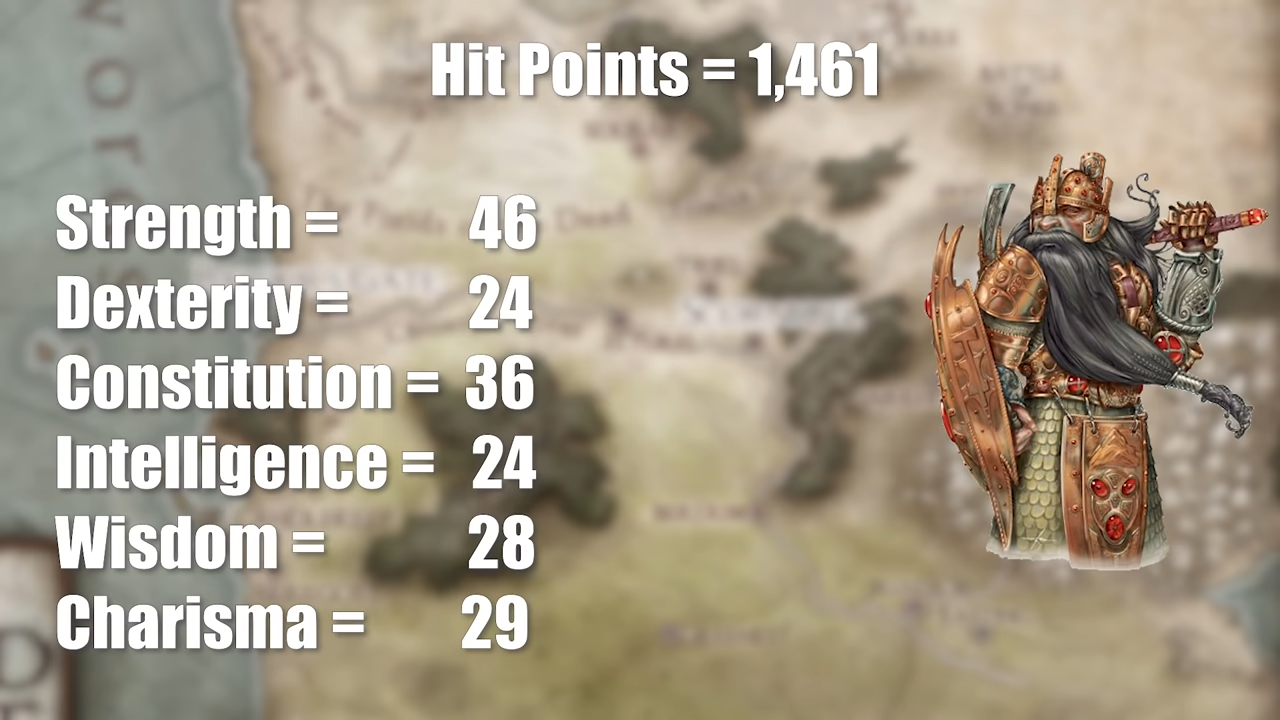 Hit Points = 1,461
Strength = 46
Dexterity = 24
Constitution = 36
Intelligence = 24
Wisdom = 28
Charisma = 29